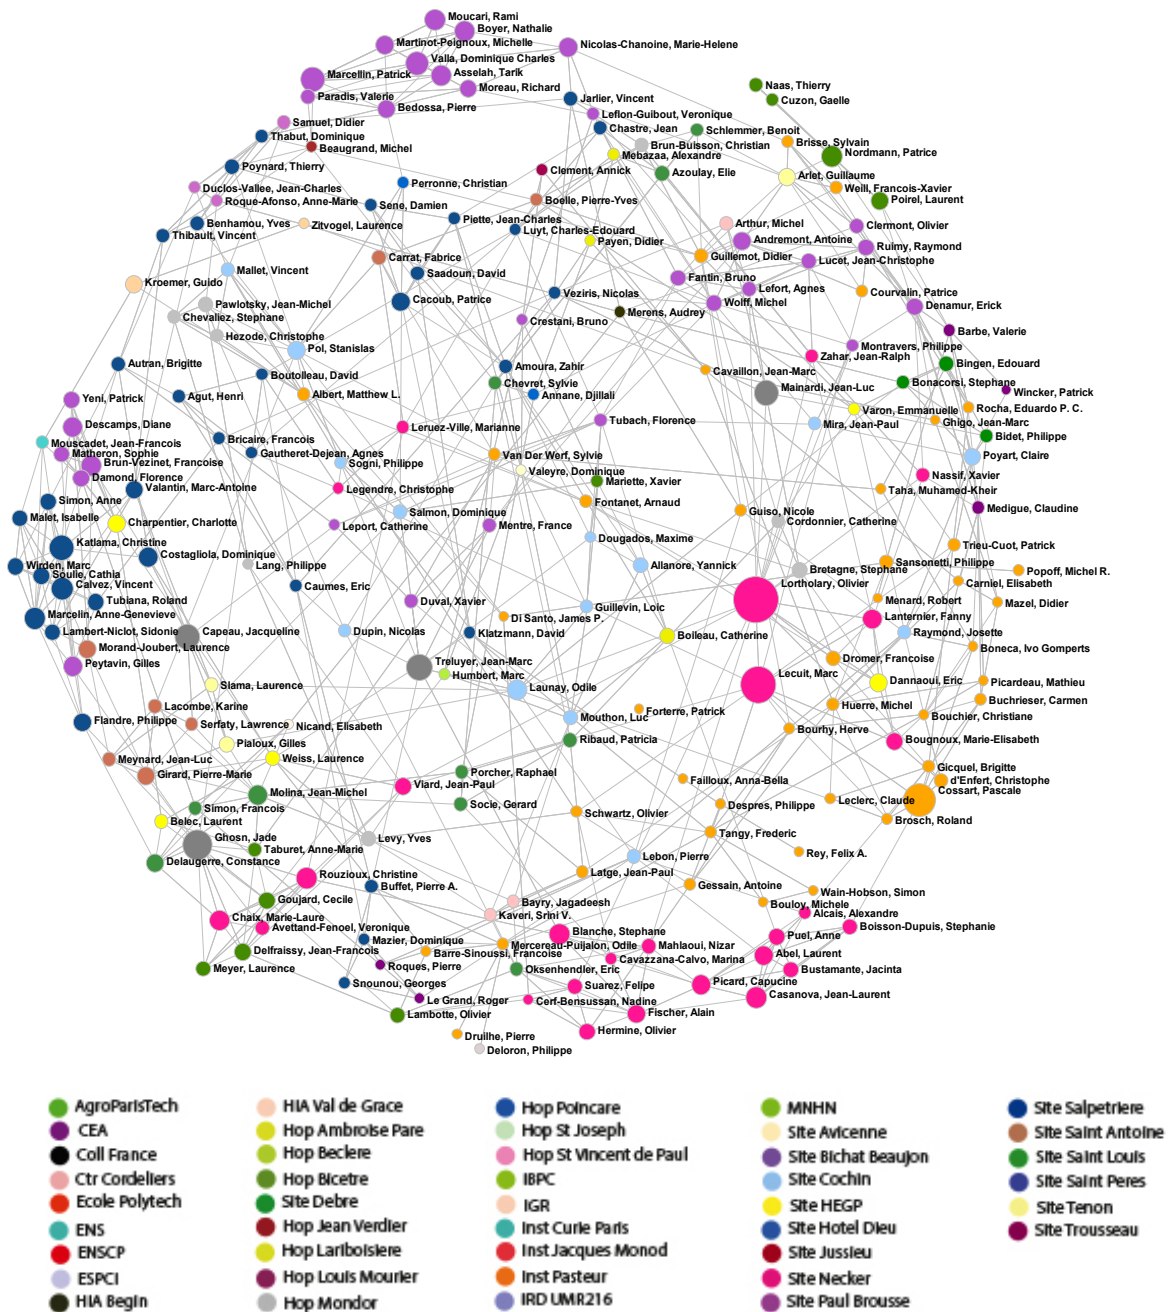 Moucari, Rami
Boyer, Nathalie
Martinot-Peignoux, Michelle
Nicolas-Chanoine, Marie-Helene
Valla, Dominique Charles
Marcellin, Patrick
Asselah, Tarik
Moreau, Richard
Naas, Thierry
Paradis, Valerie
Jarlier, Vincent
Cuzon, Gaelle
Bedossa, Pierre
Leflon-Guibout, Veronique
Samuel, Didier
Chastre, Jean
Schlemmer, Benoit
Thabut, Dominique
Brisse, Sylvain
Beaugrand, Michel
Brun-Buisson, Christian
Mebazaa, Alexandre
Nordmann, Patrice
Poynard, Thierry
Clement, Annick
Azoulay, Elie
Arlet, Guillaume
Perronne, Christian
Duclos-Vallee, Jean-Charles
Weill, Francois-Xavier
Roque-Afonso, Anne-Marie
Sene, Damien
Boelle, Pierre-Yves
Poirel, Laurent
Benhamou, Yves
Zitvogel, Laurence
Piette, Jean-Charles
Arthur, Michel
Clermont, Olivier
Thibault, Vincent
Luyt, Charles-Edouard
Payen, Didier
Andremont, Antoine
Ruimy, Raymond
Carrat, Fabrice
Guillemot, Didier
Lucet, Jean-Christophe
Mallet, Vincent
Saadoun, David
Kroemer, Guido
Fantin, Bruno
Lefort, Agnes
Courvalin, Patrice
Pawlotsky, Jean-Michel
Cacoub, Patrice
Veziris, Nicolas
Wolff, Michel
Denamur, Erick
Chevaliez, Stephane
Crestani, Bruno
Merens, Audrey
Barbe, Valerie
Hezode, Christophe
Pol, Stanislas
Montravers, Philippe
Zahar, Jean-Ralph
Autran, Brigitte
Amoura, Zahir
Cavaillon, Jean-Marc
Bingen, Edouard
Boutolleau, David
Chevret, Sylvie
Mainardi, Jean-Luc
Bonacorsi, Stephane
Agut, Henri
Albert, Matthew L.
Annane, Djillali
Wincker, Patrick
Yeni, Patrick
Varon, Emmanuelle
Rocha, Eduardo P. C.
Descamps, Diane
Leruez-Ville, Marianne
Tubach, Florence
Mira, Jean-Paul
Ghigo, Jean-Marc
Mouscadet, Jean-Francois
Bricaire, Francois
Bidet, Philippe
Matheron, Sophie
Gautheret-Dejean, Agnes
Van Der Werf, Sylvie
Poyart, Claire
Brun-Vezinet, Francoise
Sogni, Philippe
Valeyre, Dominique
Damond, Florence
Mariette, Xavier
Nassif, Xavier
Valantin, Marc-Antoine
Legendre, Christophe
Taha, Muhamed-Kheir
Simon, Anne
Fontanet, Arnaud
Medigue, Claudine
Malet, Isabelle
Charpentier, Charlotte
Salmon, Dominique
Guiso, Nicole
Leport, Catherine
Mentre, France
Cordonnier, Catherine
Katlama, Christine
Dougados, Maxime
Trieu-Cuot, Patrick
Costagliola, Dominique
Lang, Philippe
Allanore, Yannick
Bretagne, Stephane
Sansonetti, Philippe
Popoff, Michel R.
Wirden, Marc
Soulie, Cathia
Calvez, Vincent
Caumes, Eric
Lortholary, Olivier
Carniel, Elisabeth
Tubiana, Roland
Duval, Xavier
Guillevin, Loic
Menard, Robert
Mazel, Didier
Marcelin, Anne-Genevieve
Di Santo, James P.
Lanternier, Fanny
Lambert-Niclot, Sidonie
Capeau, Jacqueline
Dupin, Nicolas
Klatzmann, David
Boileau, Catherine
Raymond, Josette
Morand-Joubert, Laurence
Boneca, Ivo Gomperts
Peytavin, Gilles
Treluyer, Jean-Marc
Dromer, Francoise
Humbert, Marc
Lecuit, Marc
Slama, Laurence
Launay, Odile
Dannaoui, Eric
Picardeau, Mathieu
Lacombe, Karine
Forterre, Patrick
Huerre, Michel
Buchrieser, Carmen
Flandre, Philippe
Serfaty, Lawrence
Nicand, Elisabeth
Mouthon, Luc
Bourhy, Herve
Bouchier, Christiane
Pialoux, Gilles
Ribaud, Patricia
Bougnoux, Marie-Elisabeth
Meynard, Jean-Luc
Weiss, Laurence
Girard, Pierre-Marie
Porcher, Raphael
Failloux, Anna-Bella
Gicquel, Brigitte
d'Enfert, Christophe
Molina, Jean-Michel
Viard, Jean-Paul
Cossart, Pascale
Simon, Francois
Socie, Gerard
Schwartz, Olivier
Despres, Philippe
Leclerc, Claude
Belec, Laurent
Brosch, Roland
Ghosn, Jade
Levy, Yves
Tangy, Frederic
Taburet, Anne-Marie
Lebon, Pierre
Rey, Felix A.
Delaugerre, Constance
Rouzioux, Christine
Buffet, Pierre A.
Latge, Jean-Paul
Gessain, Antoine
Wain-Hobson, Simon
Goujard, Cecile
Bayry, Jagadeesh
Bouloy, Michele
Kaveri, Srini V.
Alcais, Alexandre
Chaix, Marie-Laure
Avettand-Fenoel, Veronique
Blanche, Stephane
Boisson-Dupuis, Stephanie
Mazier, Dominique
Mercereau-Puijalon, Odile
Mahlaoui, Nizar
Puel, Anne
Delfraissy, Jean-Francois
Barre-Sinoussi, Francoise
Cavazzana-Calvo, Marina
Abel, Laurent
Meyer, Laurence
Roques, Pierre
Oksenhendler, Eric
Bustamante, Jacinta
Snounou, Georges
Suarez, Felipe
Picard, Capucine
Le Grand, Roger
Cerf-Bensussan, Nadine
Casanova, Jean-Laurent
Lambotte, Olivier
Fischer, Alain
Druilhe, Pierre
Hermine, Olivier
Deloron, Philippe
AgroParisTech
CEA
Coll France
Ctr Cordeliers
Ecole Polytech
ENS
ENSCP
ESPCI
HIA Begin
HIA Val de Grace
Hop Ambroise Pare
Hop Beclere
Hop Bicetre
Site Debre
Hop Jean Verdier
Hop Lariboisiere
Hop Louis Mourier
Hop Mondor
Hop Poincare
Hop St Joseph
Hop St Vincent de Paul
IBPC
IGR
Inst Curie Paris
Inst Jacques Monod
Inst Pasteur
IRD UMR216
MNHN
Site Avicenne
Site Bichat Beaujon
Site Cochin
Site HEGP
Site Hotel Dieu
Site Jussieu
Site Necker
Site Paul Brousse
Site Salpetriere
Site Saint Antoine
Site Saint Louis
Site Saint Peres
Site Tenon
Site Trousseau